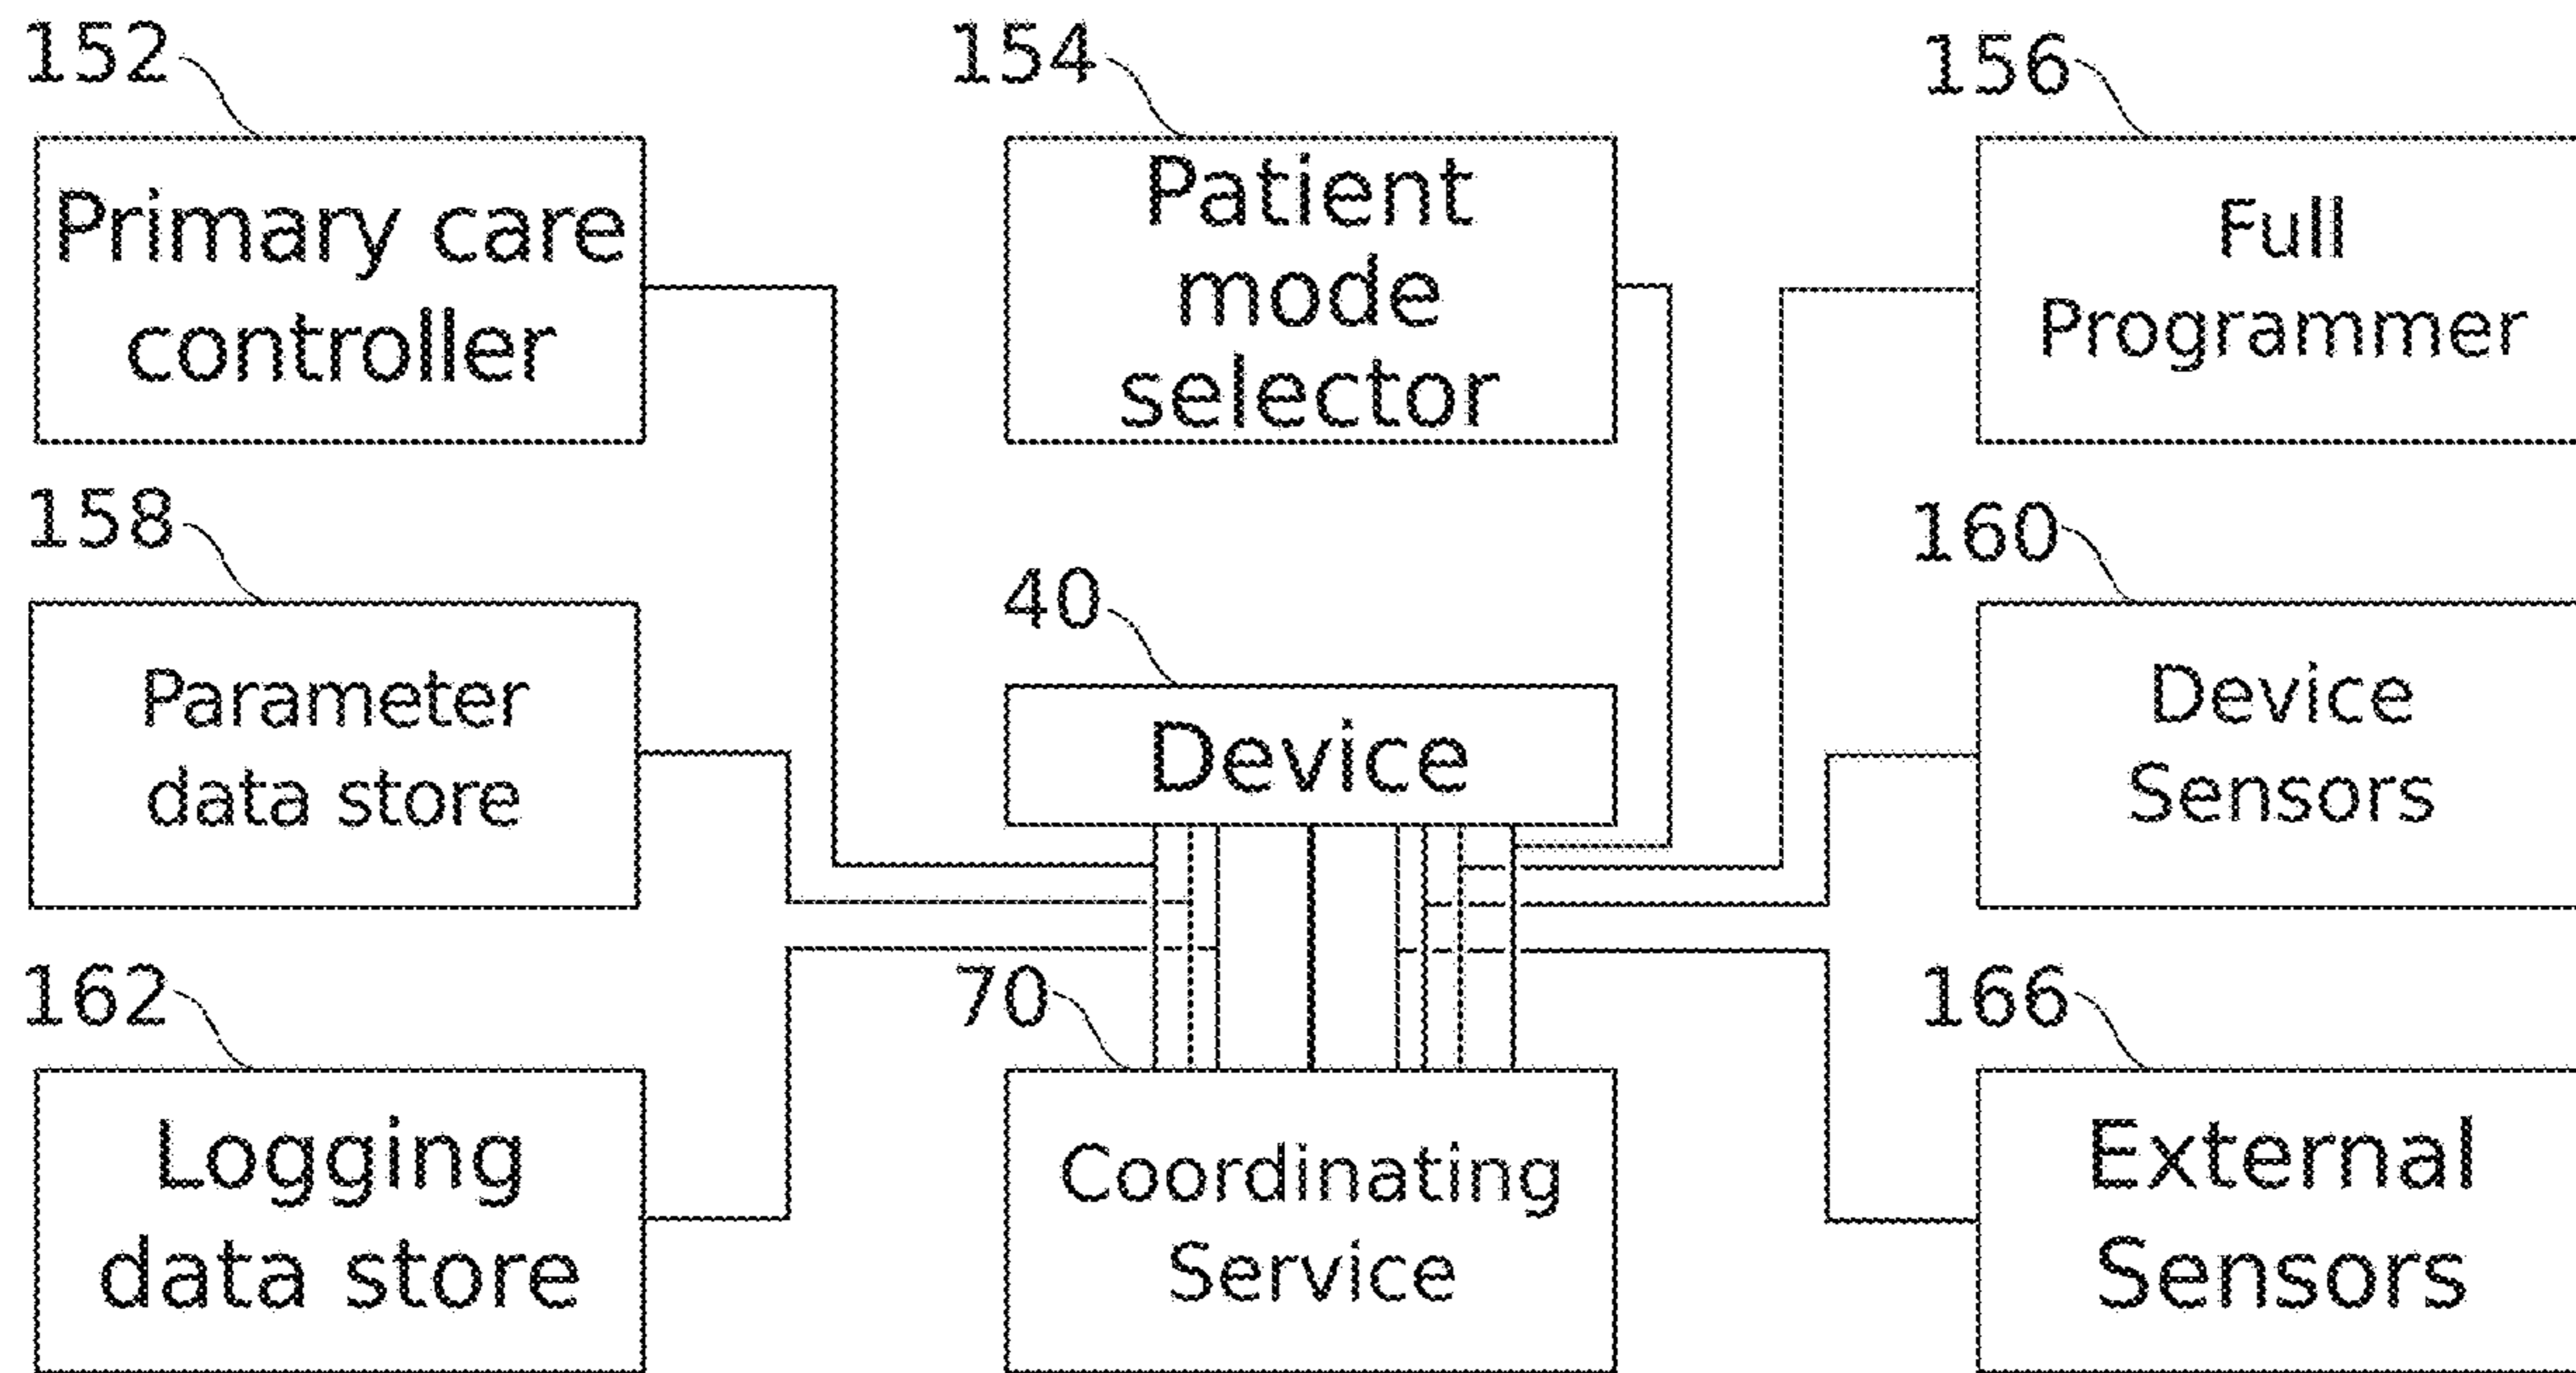 152
Primary care
controller
154
Patient
mode
selector
156
Full
Programmer
158
Parameter
data store
40
Device
160
Device
Sensors
162
Logging
data store
70
Coordinating
Service
166
External
Sensors